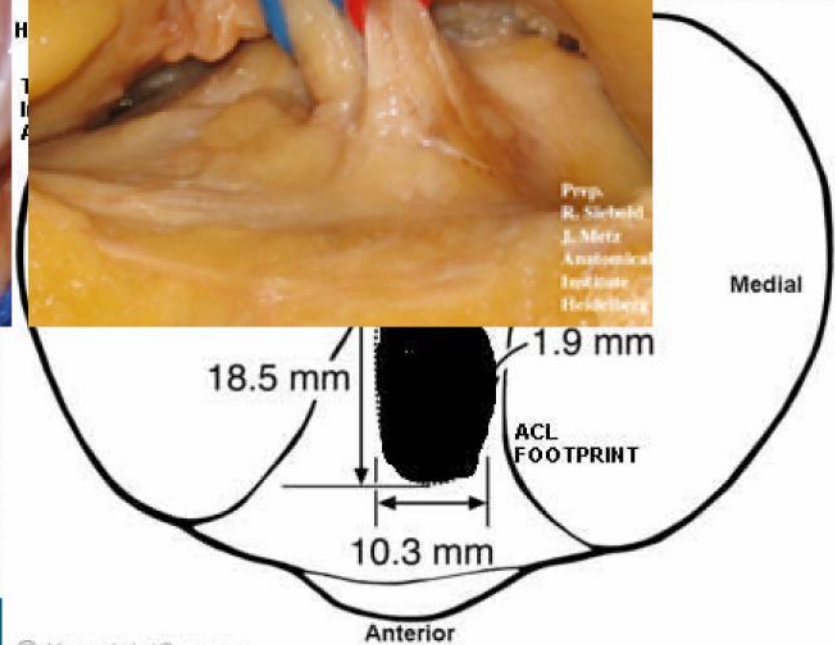 H
T
A
Prep.
R. Siebold
J. Metz
Anatomical
Institute
Heidelberg
Medial
1.9 mm
18.5 mm
ACL
FOOTPRINT
10.3 mm
Anterior